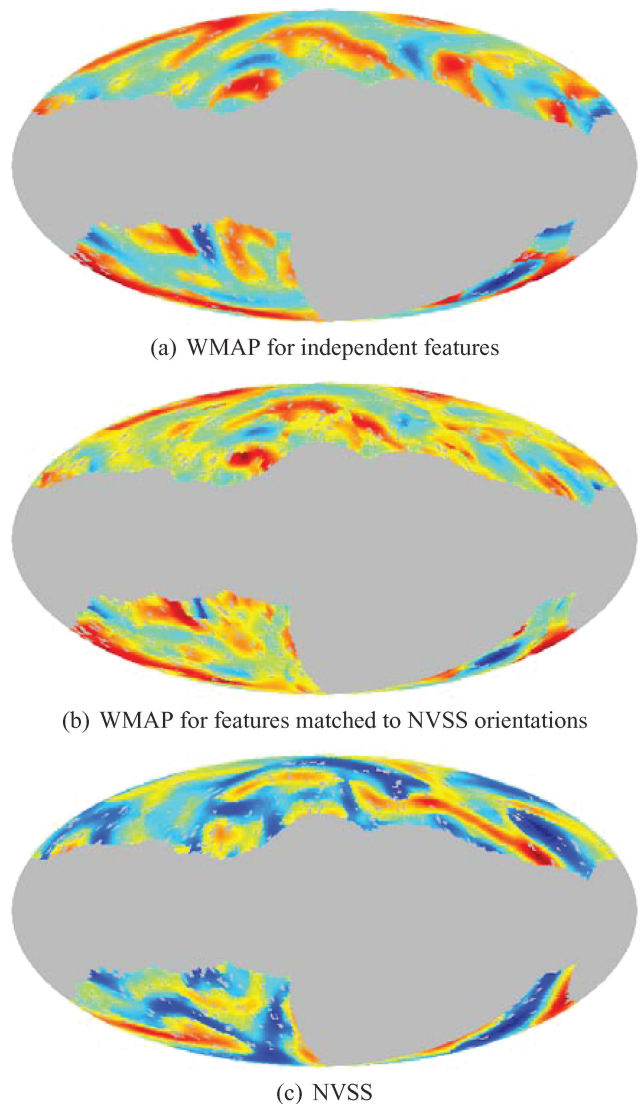 (a) WMAP for independent features
(b) WMAP for features matched to NVSS orientations
(c) NVSS